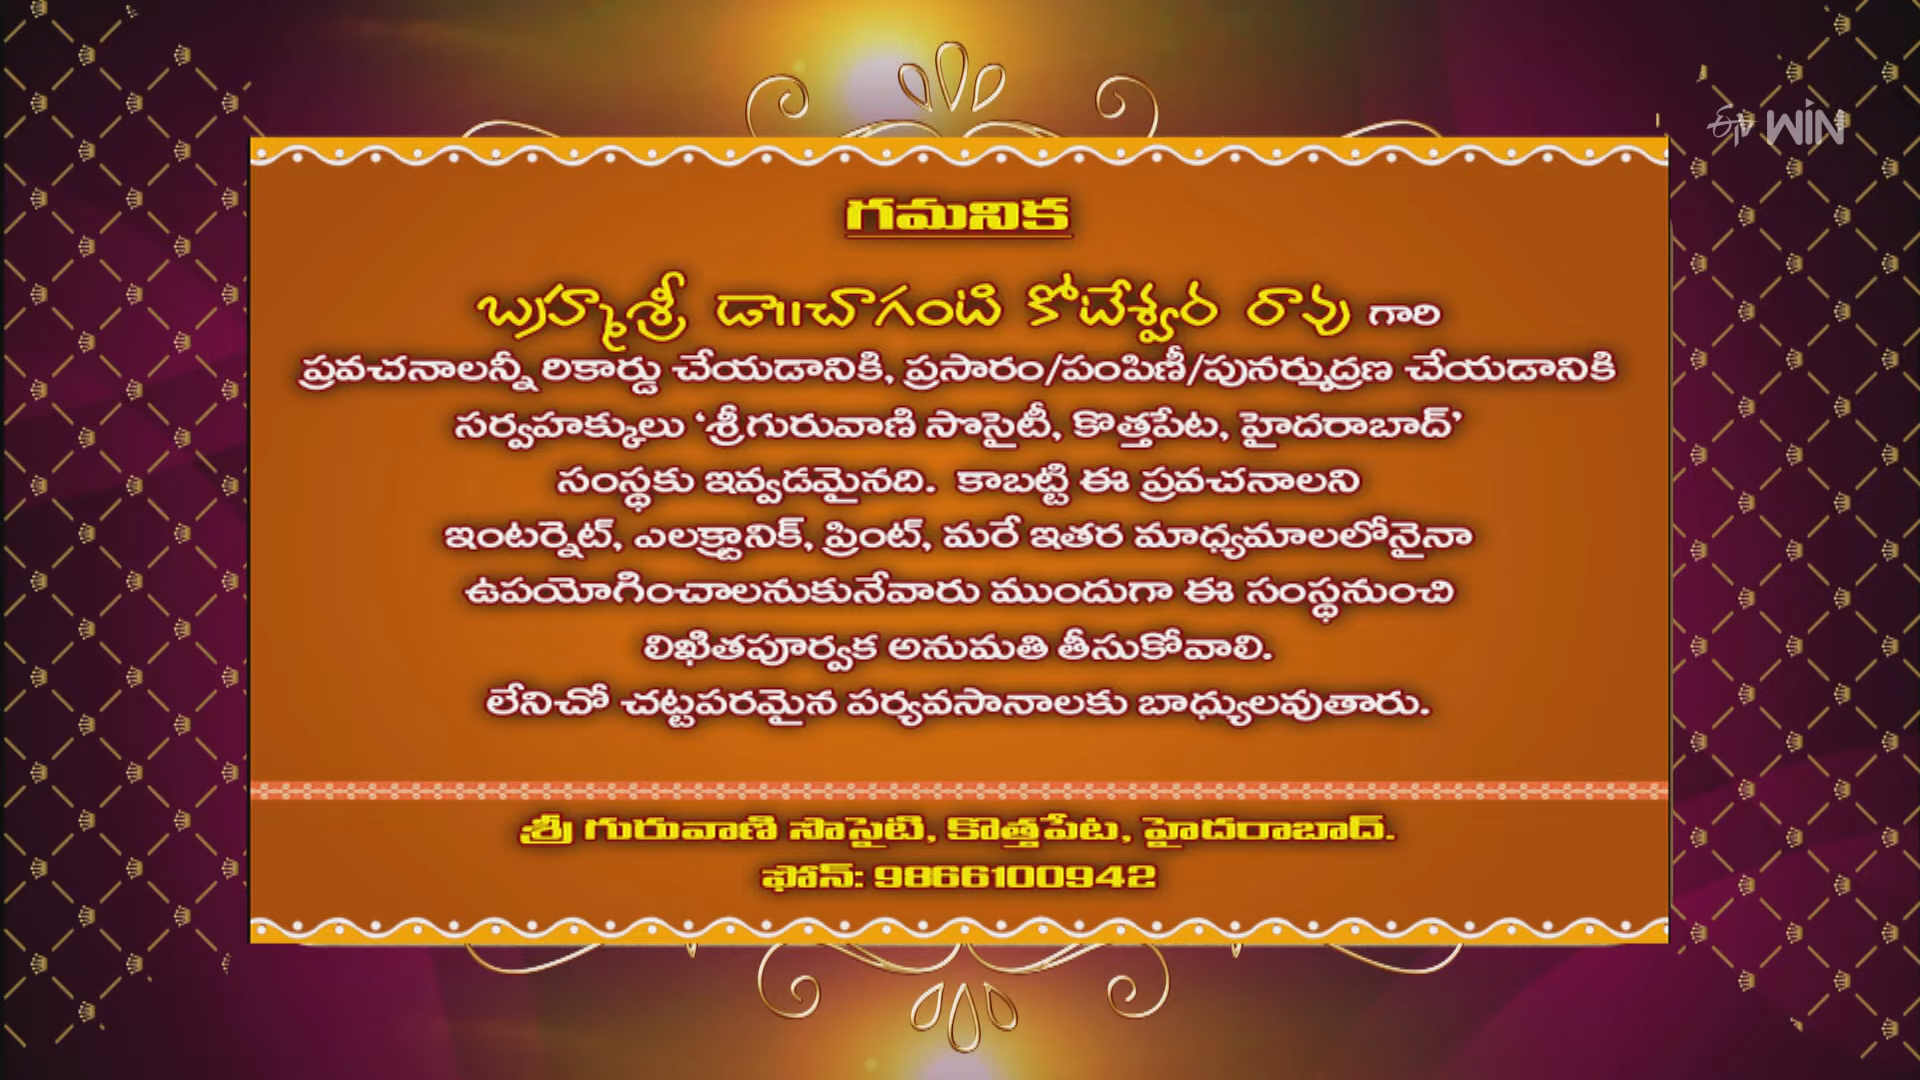 ఈటీవీ WIN
గమనిక
బ్రహ్మశ్రీ డా॥చాగంటి కోటేశ్వర రావు గారి
ప్రవచనాలన్నీ రికార్డు చేయడానికి, ప్రసారం/పంపిణీ/పునర్ముద్రణ చేయడానికి
సర్వహక్కులు ‘శ్రీగురువాణి సొసైటీ, కొత్తపేట, హైదరాబాద్’
సంస్థకు ఇవ్వడమైనది. కాబట్టి ఈ ప్రవచనాలని
ఇంటర్నెట్, ఎలక్ట్రానిక్, ప్రింట్, మరే ఇతర మాధ్యమాలలోనైనా
ఉపయోగించాలనుకునేవారు ముందుగా ఈ సంస్థనుంచి
లిఖితపూర్వక అనుమతి తీసుకోవాలి.
లేనిచో చట్టపరమైన పర్యవసానాలకు బాధ్యులవుతారు.
శ్రీ గురువాణి సొసైటి, కొత్తపేట, హైదరాబాద్.
ఫోన్: 9866100942